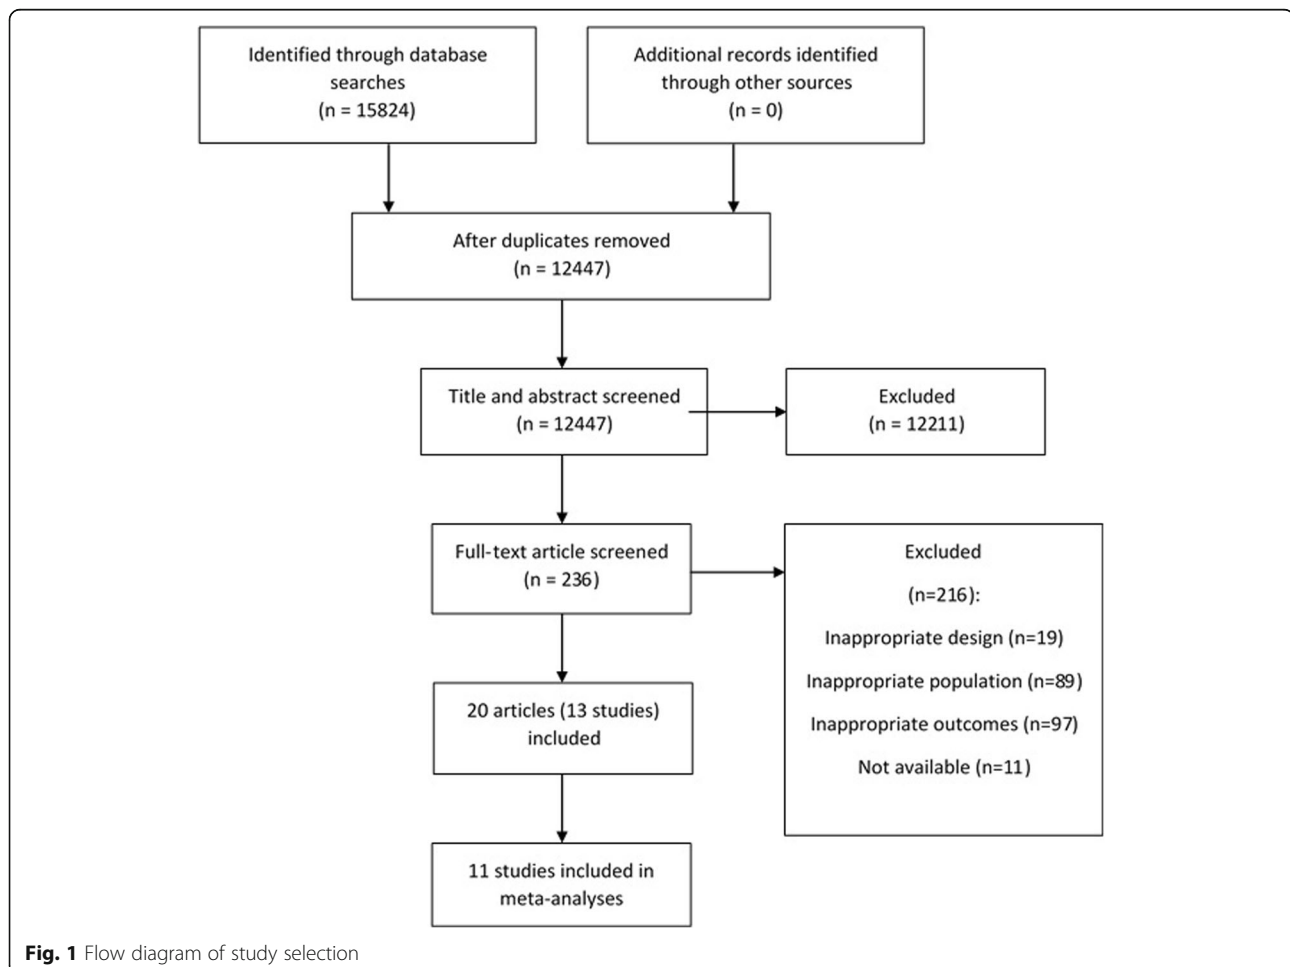 Identified through database
searches
(n = 15824)
Additional records identified
through other sources
(n = 0)
After duplicates removed
(n = 12447)
Title and abstract screened
(n = 12447)
Excluded
(n = 12211)
Full-text article screened
(n = 236)
Excluded
(n=216):
Inappropriate design (n=19)
Inappropriate population (n=89)
Inappropriate outcomes (n=97)
Not available (n=11)
20 articles (13 studies)
included
11 studies included in
meta-analyses
Fig. 1 Flow diagram of study selection